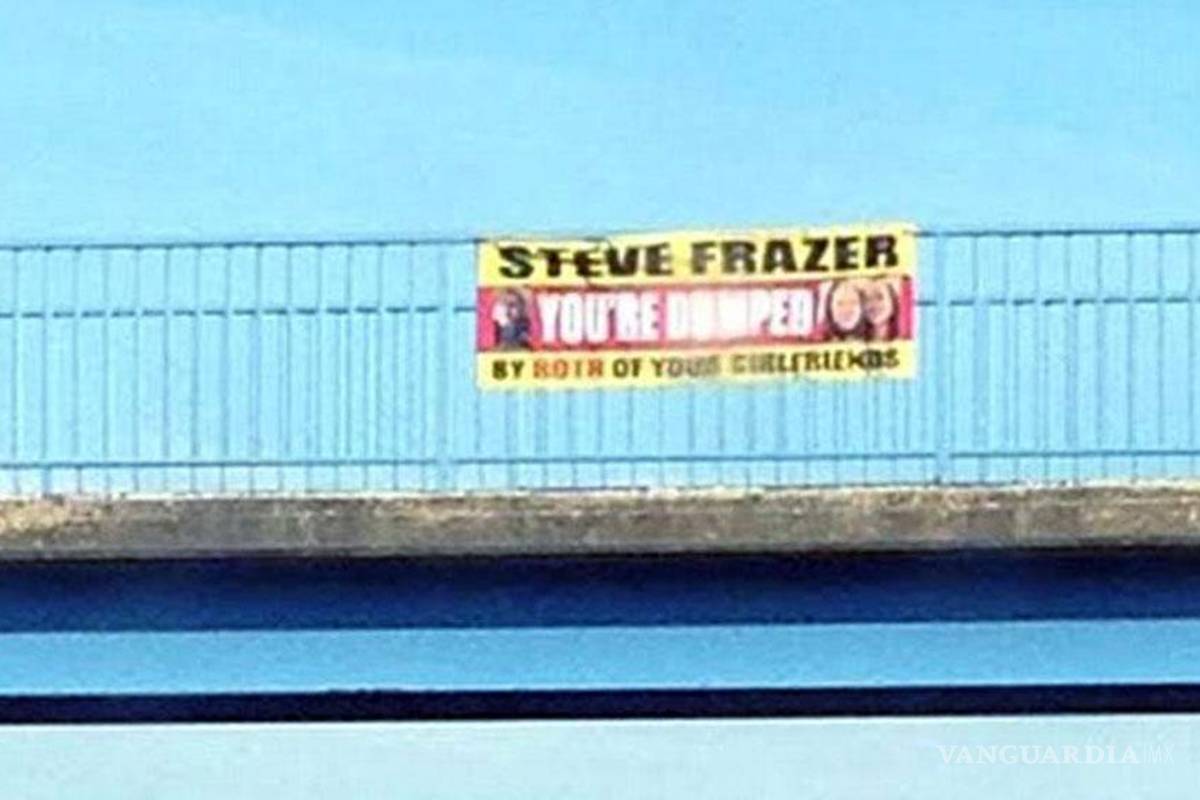 STEVE FRAZER
YOU'RE DUMPED!
BY BOTH OF YOUR GIRLFRIENDS
VANGUARDIA MX